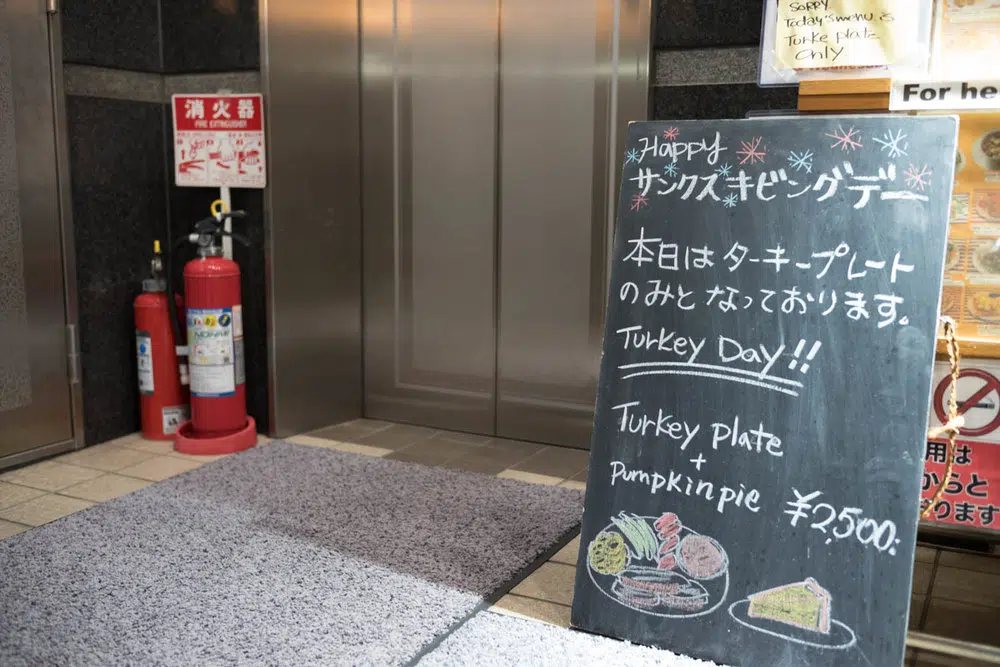 SORRY
Today's menu is
Turke plate
only
For he
消火器
FIRE EXTINGUISHER
Happy
サンクスギビングデー
本日はターキープレート
のみとなっております。
Turkey Day!!
Turkey plate
+
Pumpkin pie
¥2,500.
用は
からと
ります